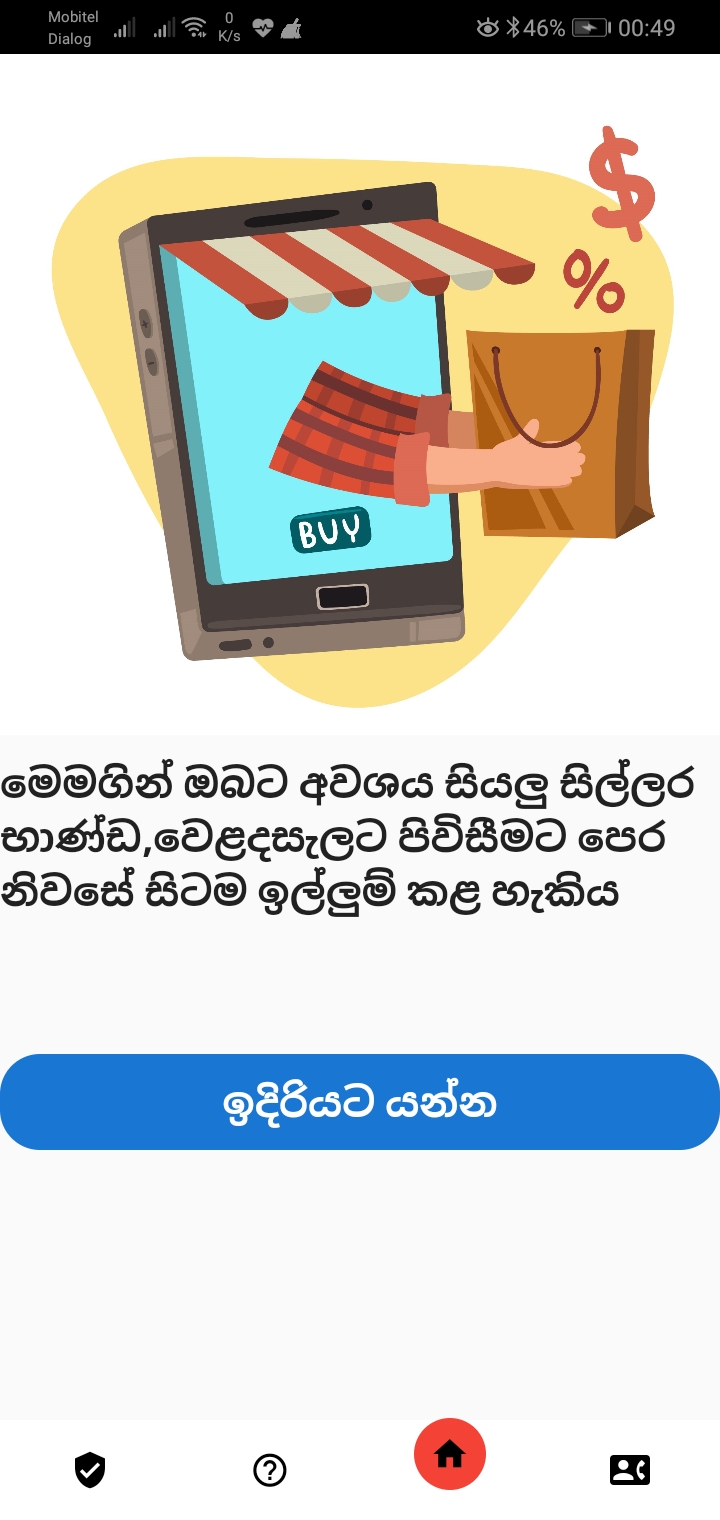 Mobitel
Dialog
0
K/s
46%
00:49
$
%
BUY
මෙමගින් ඔබට අවශය සියලු සිල්ලර
භාණ්ඩ,වෙළදසැලට පිවිසීමට පෙර
නිවසේ සිටම ඉල්ලුම් කළ හැකිය
ඉදිරියට යන්න